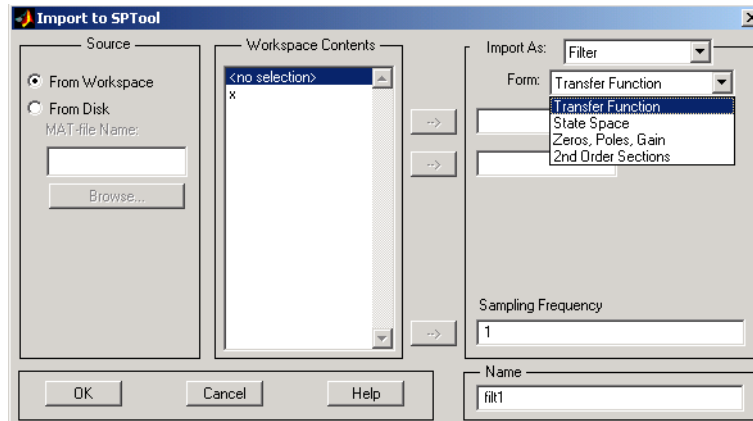 Import to SPTool
Source
From Workspace
From Disk
MAT-file Name:
Browse...
Workspace Contents
<no selection>
x
-->
-->
-->
Import As:
Filter
Form:
Transfer Function
Transfer Function
State Space
Zeros, Poles, Gain
2nd Order Sections
Sampling Frequency
1
OK
Cancel
Help
Name
filt1